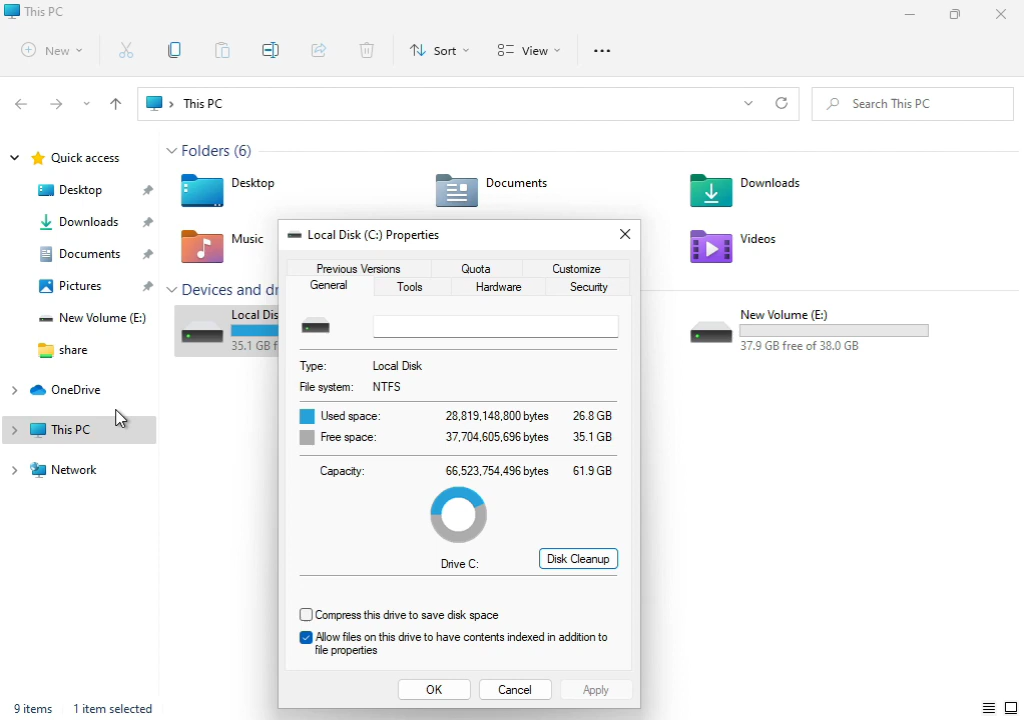 This PC
New
Sort
View
This PC
Search This PC
Quick access
Desktop
Downloads
Documents
Pictures
New Volume (E:)
share
OneDrive
This PC
Network
Folders (6)
Desktop
Documents
Downloads
Music
Videos
Devices and dr
Local Dis
35.1 GB f
New Volume (E:)
37.9 GB free of 38.0 GB
Local Disk (C:) Properties
Previous Versions Quota Customize
General Tools Hardware Security
Type: Local Disk
File system: NTFS
Used space: 28,819,148,800 bytes 26.8 GB
Free space: 37,704,605,696 bytes 35.1 GB
Capacity: 66,523,754,496 bytes 61.9 GB
Drive C:
Disk Cleanup
Compress this drive to save disk space
Allow files on this drive to have contents indexed in addition to
file properties
OK Cancel Apply
9 items 1 item selected